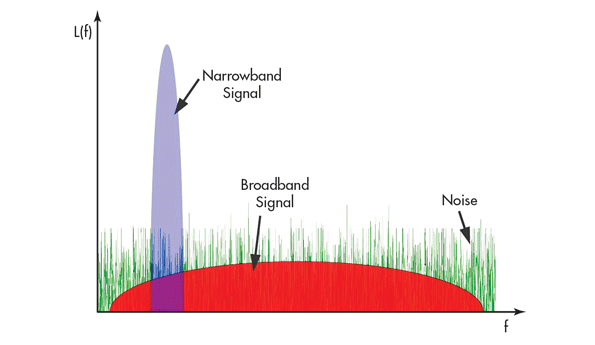 L(f)
Narrowband
Signal
Broadband
Signal
Noise
f